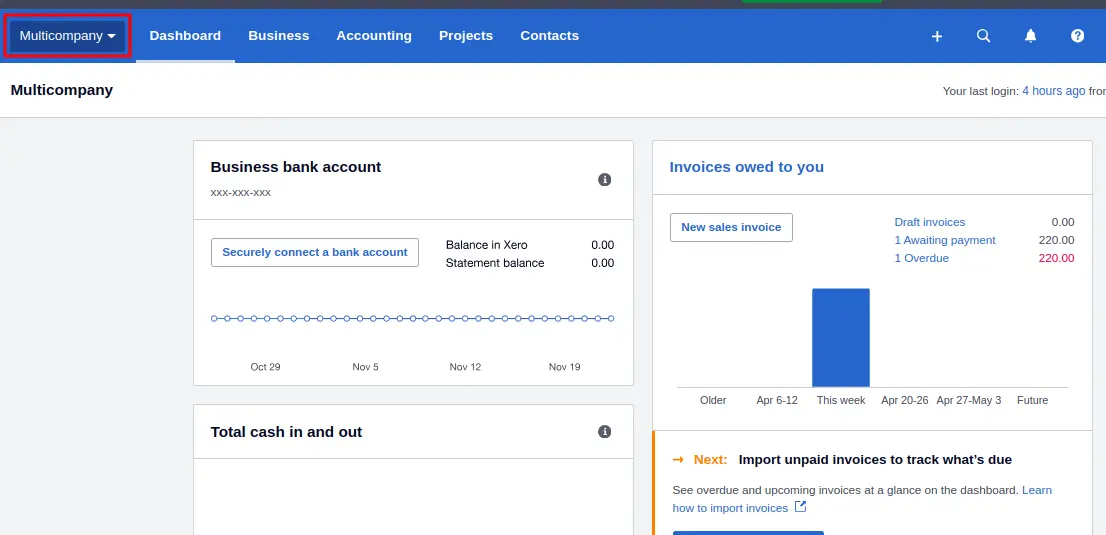 Multicompany Dashboard Business Accounting Projects Contacts
Multicompany
Your last login: 4 hours ago from
Business bank account
xxx-xxx-xxx
Securely connect a bank account
Balance in Xero 0.00
Statement balance 0.00
Oct 29 Nov 5 Nov 12 Nov 19
Total cash in and out
Invoices owed to you
New sales invoice
Draft invoices 0.00
1 Awaiting payment 220.00
1 Overdue 220.00
Older Apr 6-12 This week Apr 20-26 Apr 27-May 3 Future
→ Next: Import unpaid invoices to track what’s due
See overdue and upcoming invoices at a glance on the dashboard. Learn
how to import invoices